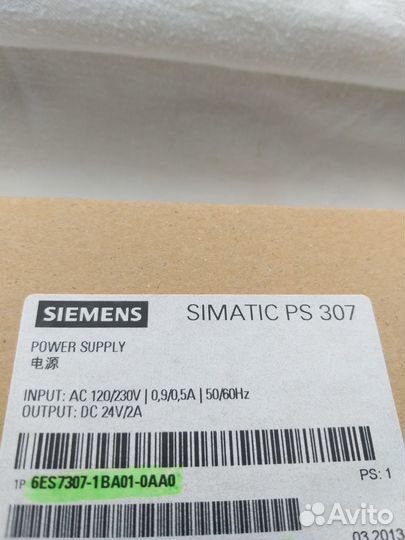 SIEMENS SIMATIC PS 307
POWER SUPPLY
电源
INPUT: AC 120/230V | 0,9/0,5A | 50/60Hz
OUTPUT: DC 24V/2A
1P 6ES7307-1BA01-0AA0 PS: 1
03.2013
Avito